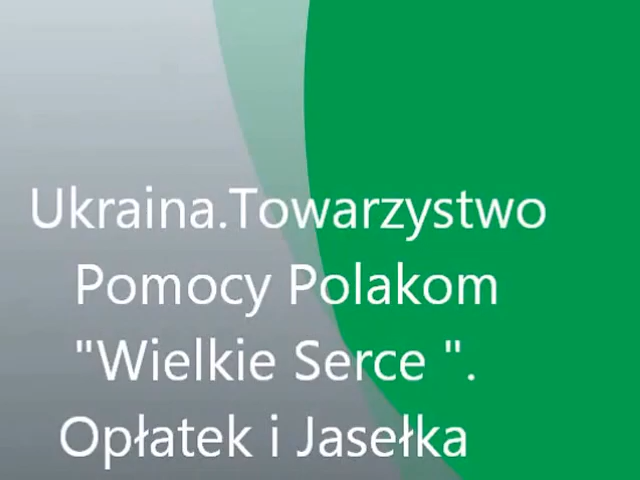 Ukraina.Towarzystwo
Pomocy Polakom
"Wielkie Serce ".
Opłatek i Jasełka